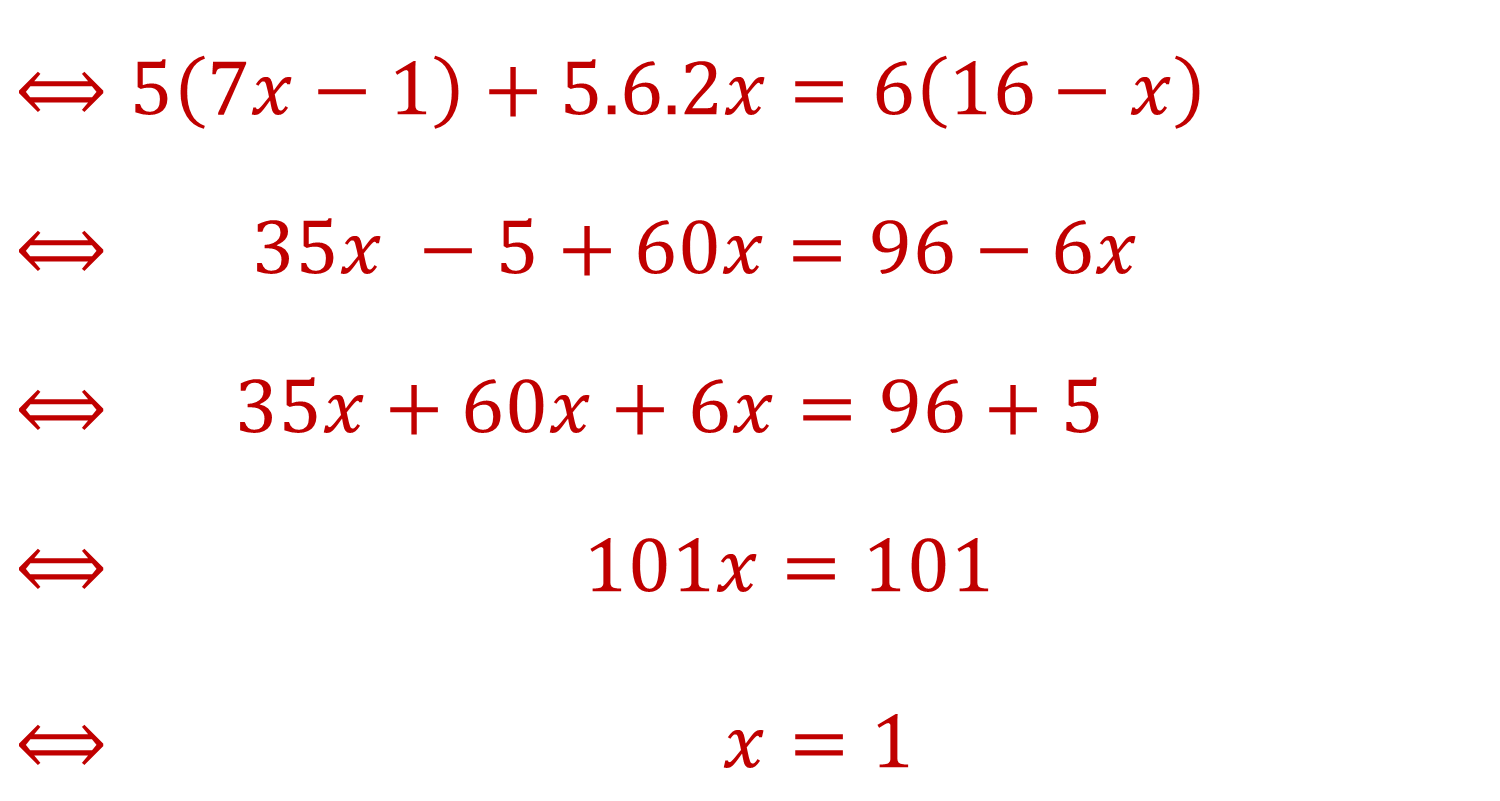 ⟺ 5(7x − 1) + 5.6.2x = 6(16 − x)
⟺ 35x − 5 + 60x = 96 − 6x
⟺ 35x + 60x + 6x = 96 + 5
⟺ 101x = 101
⟺ x = 1